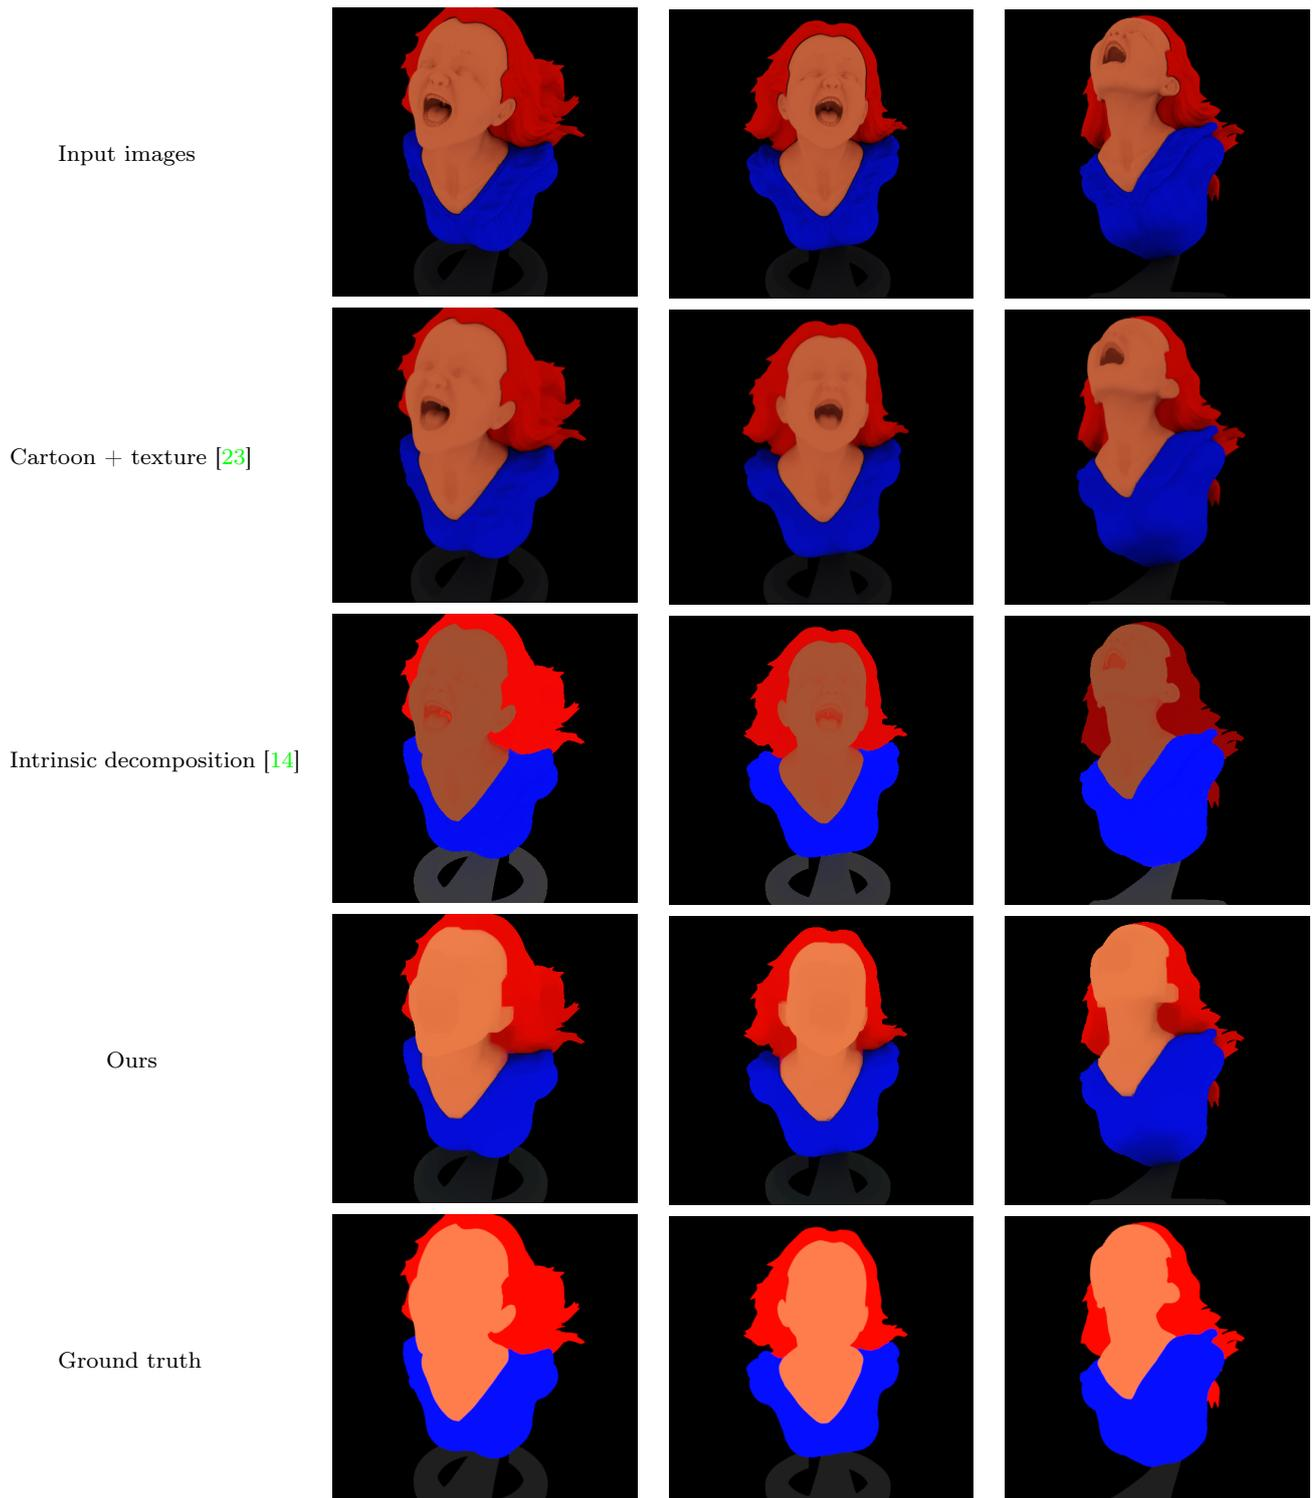 Input images
Cartoon + texture [23]
Intrinsic decomposition [14]
Ours
Ground truth